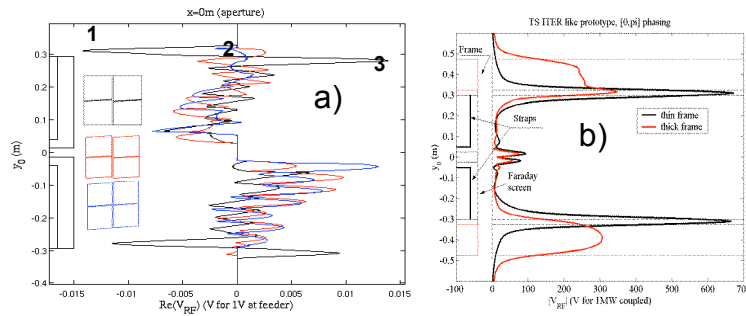 x=0m (aperture)
1
2
3
a)
0.3
0.2
0.1
0
-0.1
-0.2
-0.3
-0.4
y0 (m)
-0.015 -0.01 -0.005 0 0.005 0.01 0.015
Re(VRF) (V for 1V at feeder)
TS ITER like prototype, [0,pi] phasing
Frame
thin frame
thick frame
Straps
b)
Faraday
screen
0.5
0.4
0.3
0.2
0.1
0
-0.1
-0.2
-0.3
-0.4
-0.5
y0 (m)
-100 0 100 200 300 400 500 600 700
|VRF| (V for 1MW coupled)